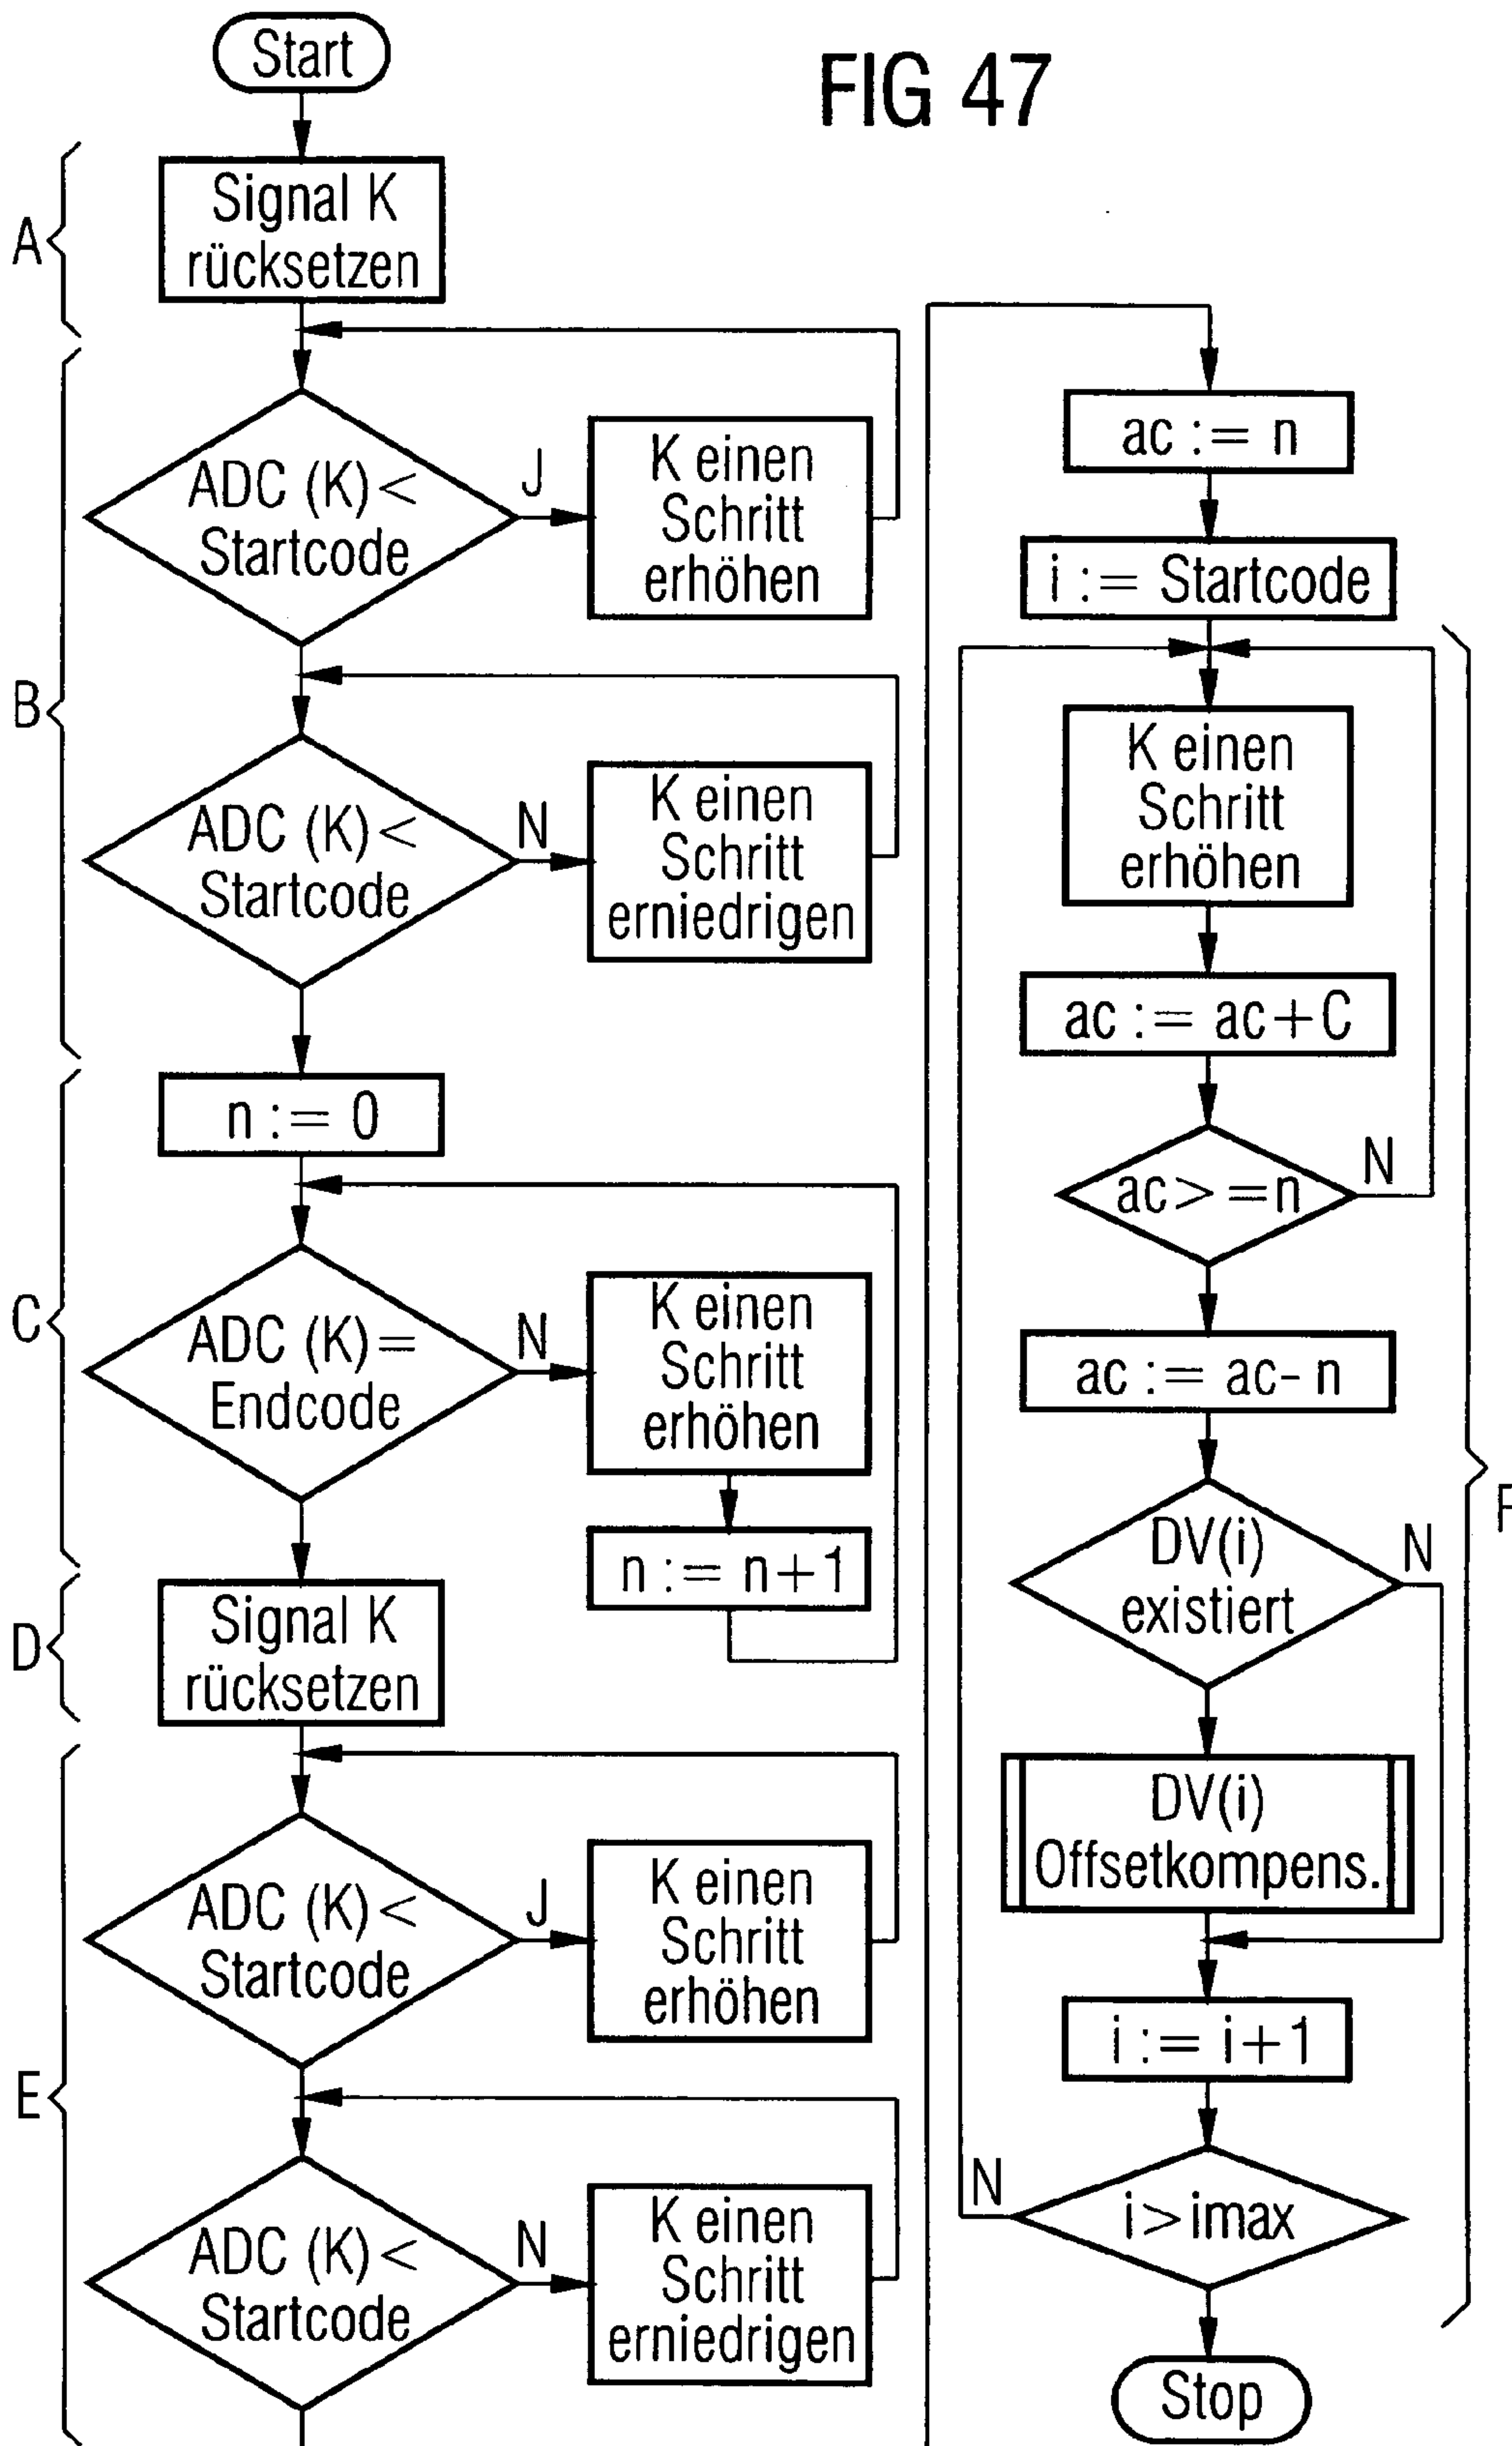 FIG 47
Start
A
Signal K
rücksetzen
B
ADC (K) <
Startcode
J
K einen
Schritt
erhöhen
ADC (K) <
Startcode
N
K einen
Schritt
erniedrigen
C
n := 0
ADC (K) =
Endcode
N
K einen
Schritt
erhöhen
n := n+1
D
Signal K
rücksetzen
E
ADC (K) <
Startcode
J
K einen
Schritt
erhöhen
ADC (K) <
Startcode
N
K einen
Schritt
erniedrigen
ac := n
i := Startcode
K einen
Schritt
erhöhen
ac := ac+C
ac > =n
N
ac := ac- n
F
DV(i)
existiert
N
DV(i)
Offsetkompens.
i := i+1
i > imax
N
Stop